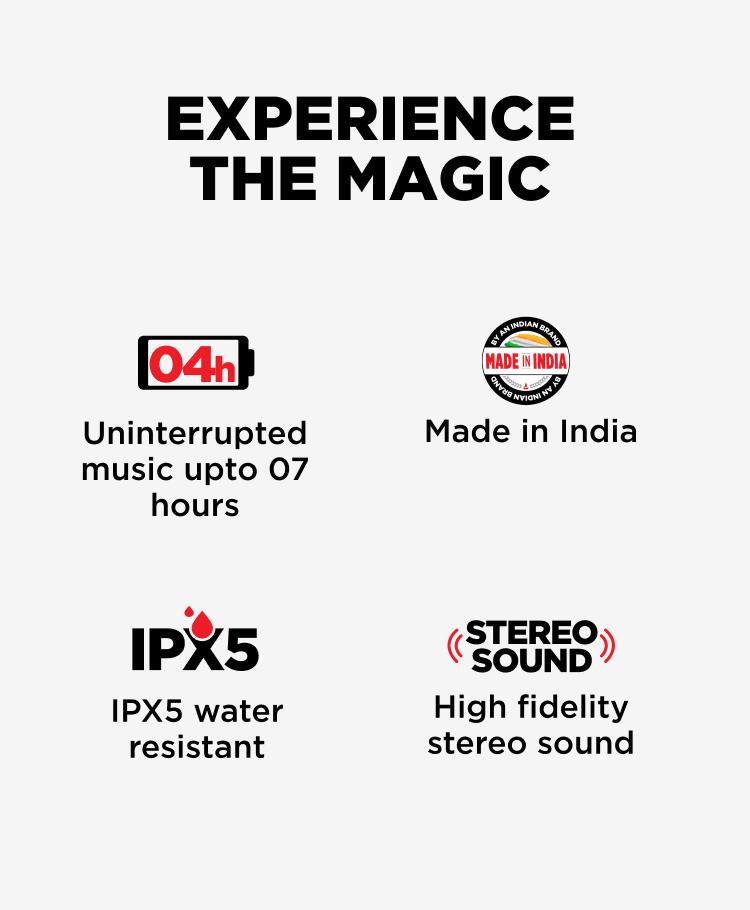 EXPERIENCE
THE MAGIC
04h
Uninterrupted
music upto 07
hours
BY AN INDIAN BRAND
MADE IN INDIA
BY AN INDIAN BRAND
Made in India
IPX5
IPX5 water
resistant
STEREO
SOUND
High fidelity
stereo sound